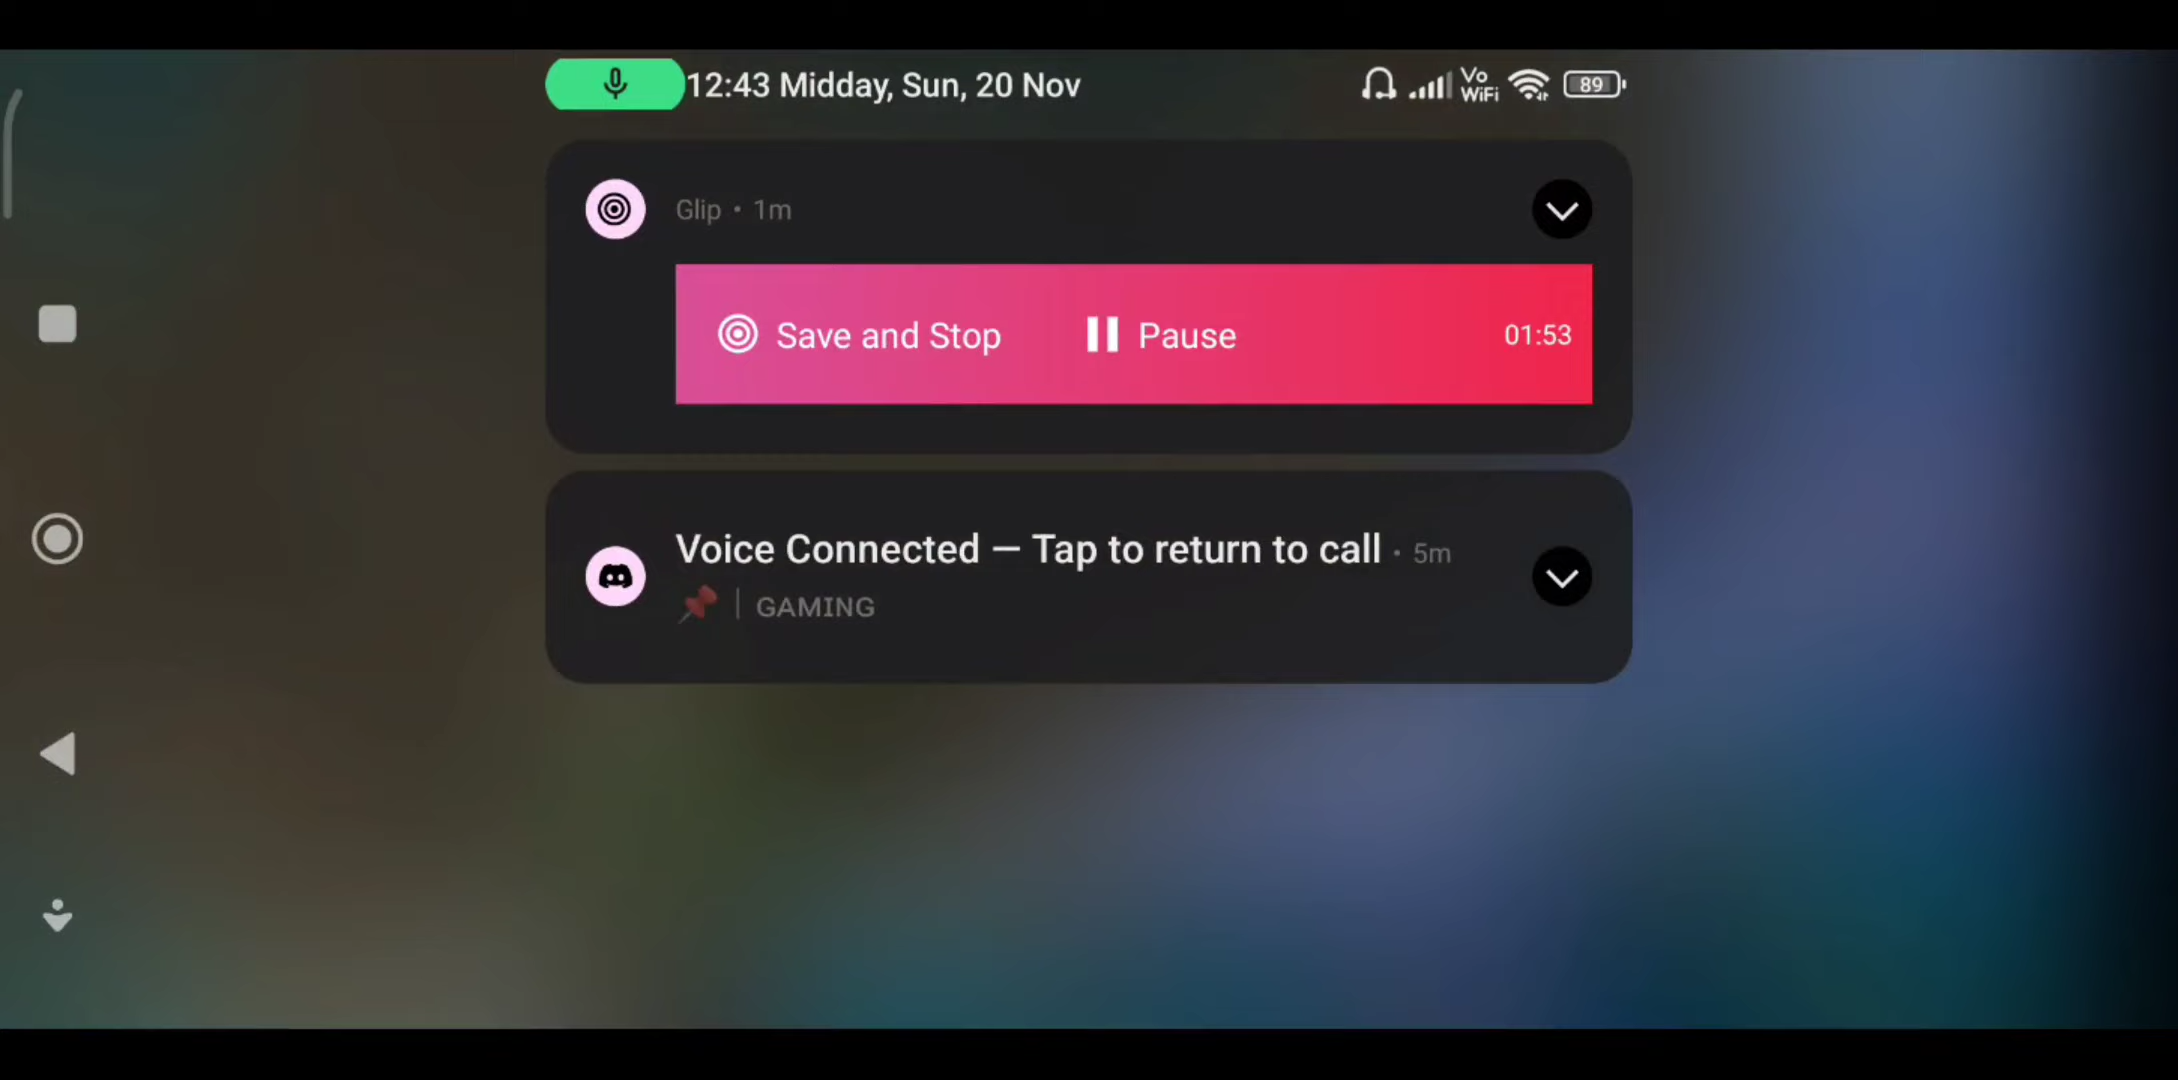 12:43 Midday, Sun, 20 Nov
Vo
WiFi
89
Glip • 1m
Save and Stop
Pause
01:53
Voice Connected — Tap to return to call • 5m
📌 | GAMING